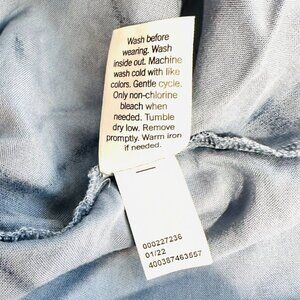 Wash before
wearing. Wash
inside out. Machine
wash cold with like
colors. Gentle cycle.
Only non-chlorine
bleach when
needed. Tumble
dry low. Remove
promptly. Warm iron
if needed.
000227236
01/22
400387463657